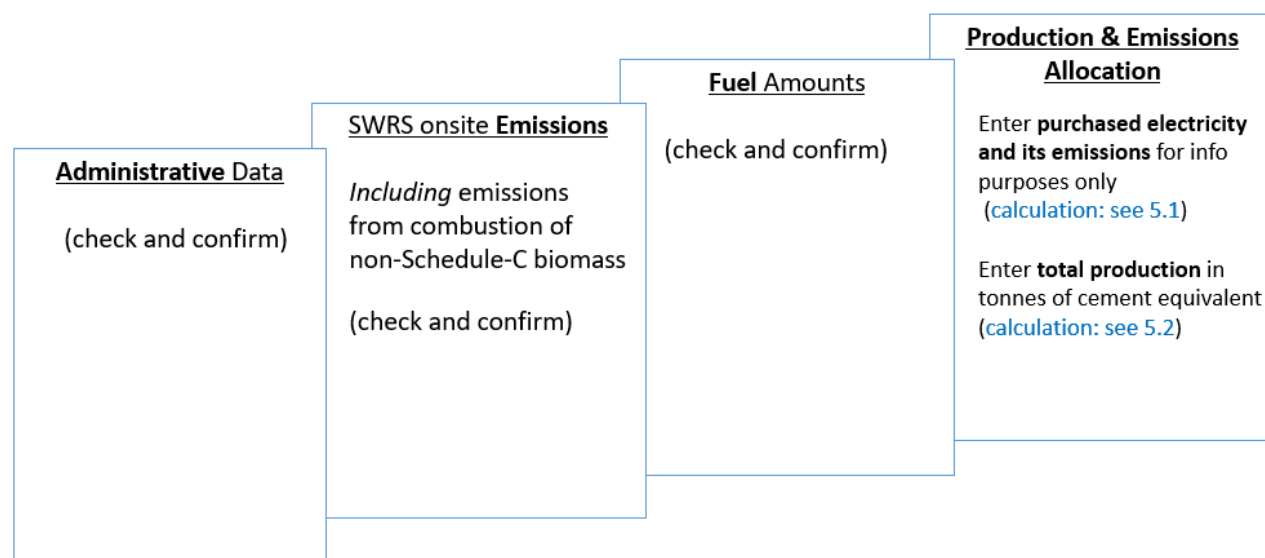 Administrative Data
(check and confirm)
SWRS onsite Emissions
Including emissions
from combustion of
non-Schedule-C biomass
(check and confirm)
Fuel Amounts
(check and confirm)
Production & Emissions
Allocation
Enter purchased electricity
and its emissions for info
purposes only
(calculation: see 5.1)
Enter total production in
tonnes of cement equivalent
(calculation: see 5.2)